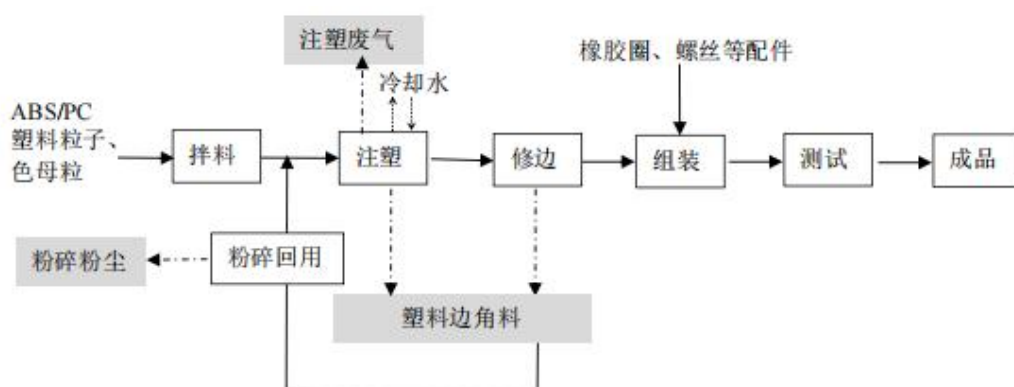 注塑废气
橡胶圈、螺丝等配件
冷却水
ABS/PC
塑料粒子、
色母粒
拌料
注塑
修边
组装
测试
成品
粉碎粉尘
粉碎回用
塑料边角料